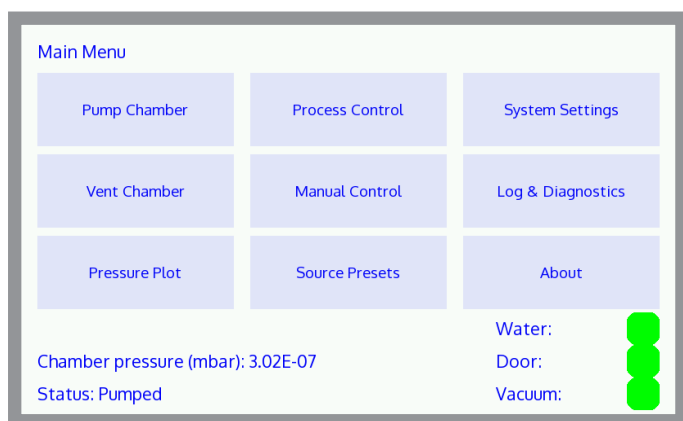 Main Menu
Pump Chamber Process Control System Settings
Vent Chamber Manual Control Log & Diagnostics
Pressure Plot Source Presets About
Water:
Chamber pressure (mbar): 3.02E-07 Door:
Status: Pumped Vacuum: